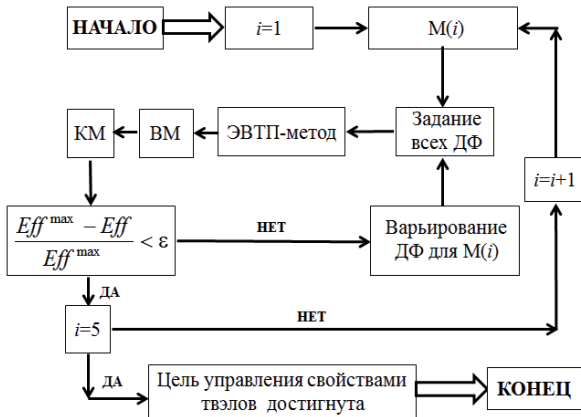 НАЧАЛО
i=1
M(i)
КМ
ВМ
ЭВТП-метод
Задание
всех ДФ
i=i+1
Eff max − Eff
Eff max
< ε
НЕТ
Варьирование
ДФ для M(i)
ДА
i=5
НЕТ
ДА
Цель управления свойствами
твэлов достигнута
КОНЕЦ